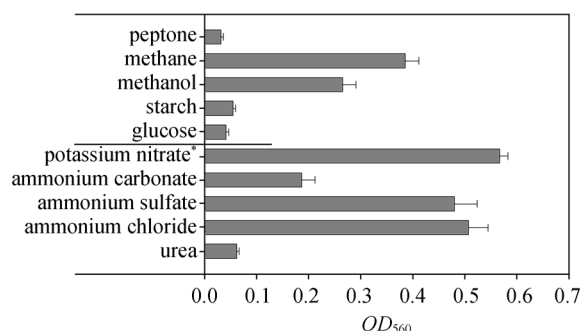 peptone
methane
methanol
starch
glucose
potassium nitrate*
ammonium carbonate
ammonium sulfate
ammonium chloride
urea
0.0 0.1 0.2 0.3 0.4 0.5 0.6 0.7
OD560